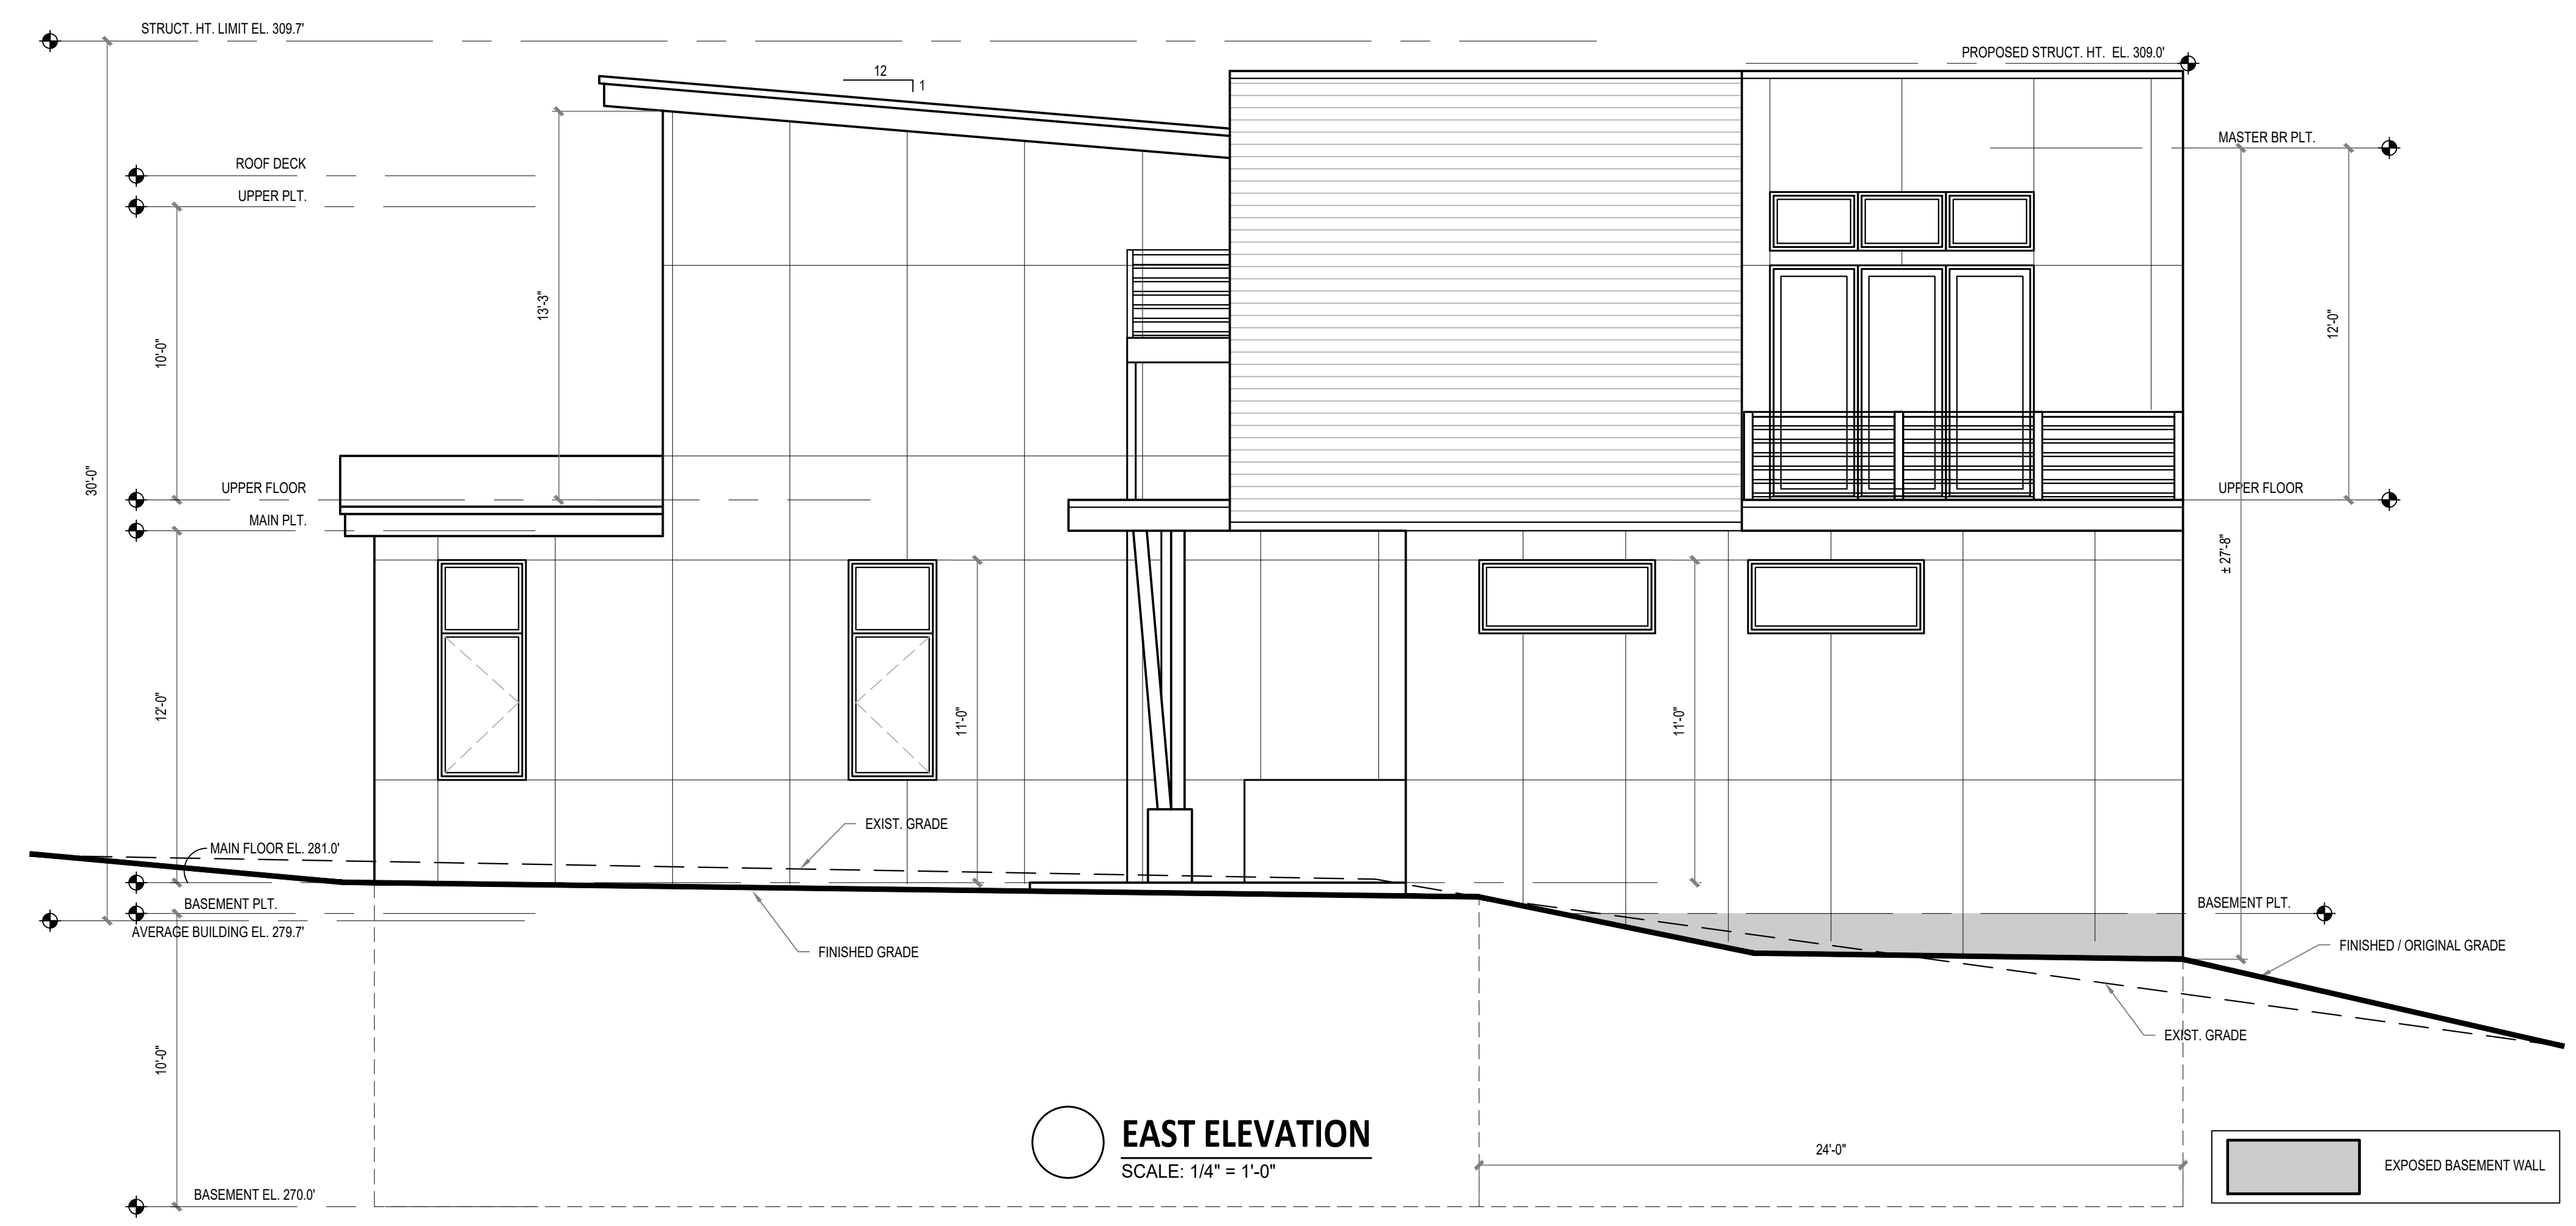 STRUCT. HT. LIMIT EL. 309.7'
PROPOSED STRUCT. HT. EL. 309.0'
12
1
MASTER BR PLT.
ROOF DECK
UPPER PLT.
13'-3"
10'-0"
12'-0"
30'-0"
UPPER FLOOR
UPPER FLOOR
MAIN PLT.
± 27'-8"
12'-0"
11'-0"
11'-0"
EXIST. GRADE
MAIN FLOOR EL. 281.0'
BASEMENT PLT.
BASEMENT PLT.
AVERAGE BUILDING EL. 279.7'
FINISHED GRADE
FINISHED / ORIGINAL GRADE
EXIST. GRADE
10'-0"
EAST ELEVATION
SCALE: 1/4" = 1'-0"
24'-0"
EXPOSED BASEMENT WALL
BASEMENT EL. 270.0'